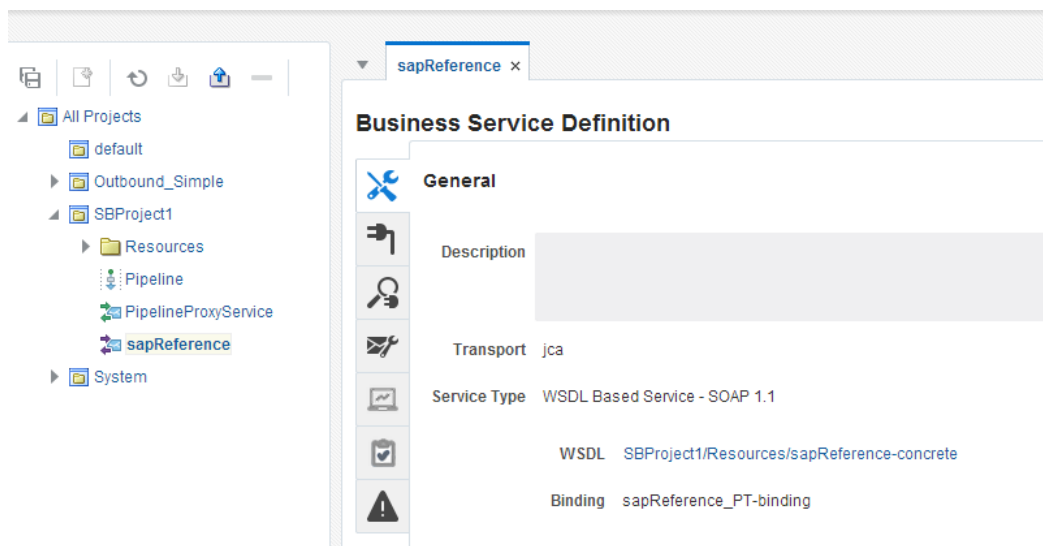 All Projects
default
Outbound_Simple
SBProject1
Resources
Pipeline
PipelineProxyService
sapReference
System
sapReference ×
Business Service Definition
General
Description
Transport jca
Service Type WSDL Based Service - SOAP 1.1
WSDL SBProject1/Resources/sapReference-concrete
Binding sapReference_PT-binding